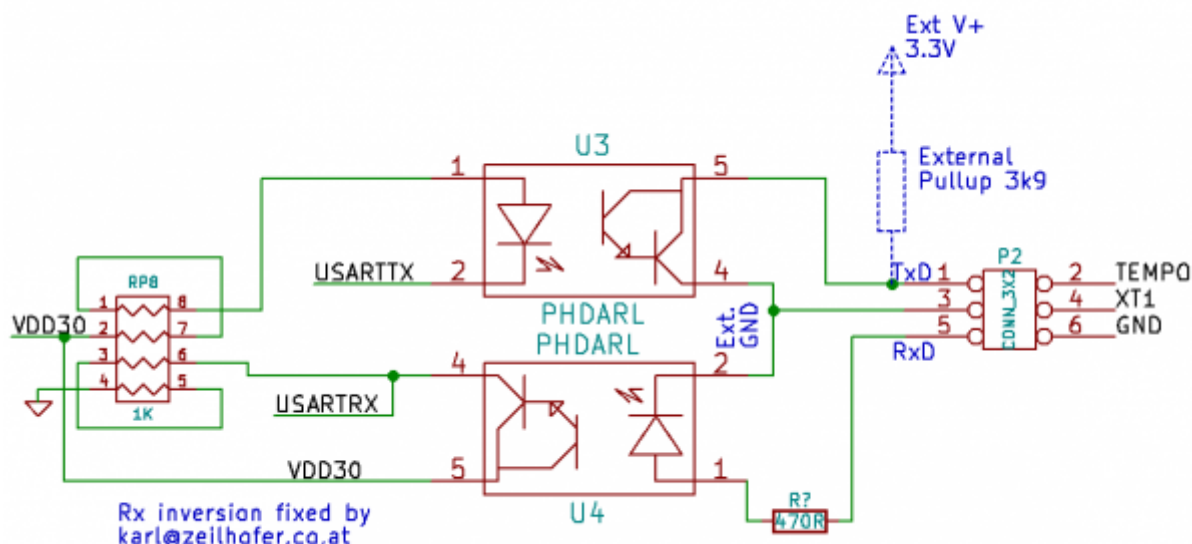 Ext V+
3.3V
U3
External
Pullup 3k9
1
5
RP8
USARTTX
2
4
TxD
P2
1
2
TEMPO
1
8
3
4
XT1
VDD30
2
7
PHDARL
Ext.
GND
CONN_3X2
5
6
GND
3
6
PHDARL
RxD
4
5
4
2
1K
USARTRX
VDD30
5
1
R?
470R
U4
Rx inversion fixed by
karl@zeilhofer.co.at